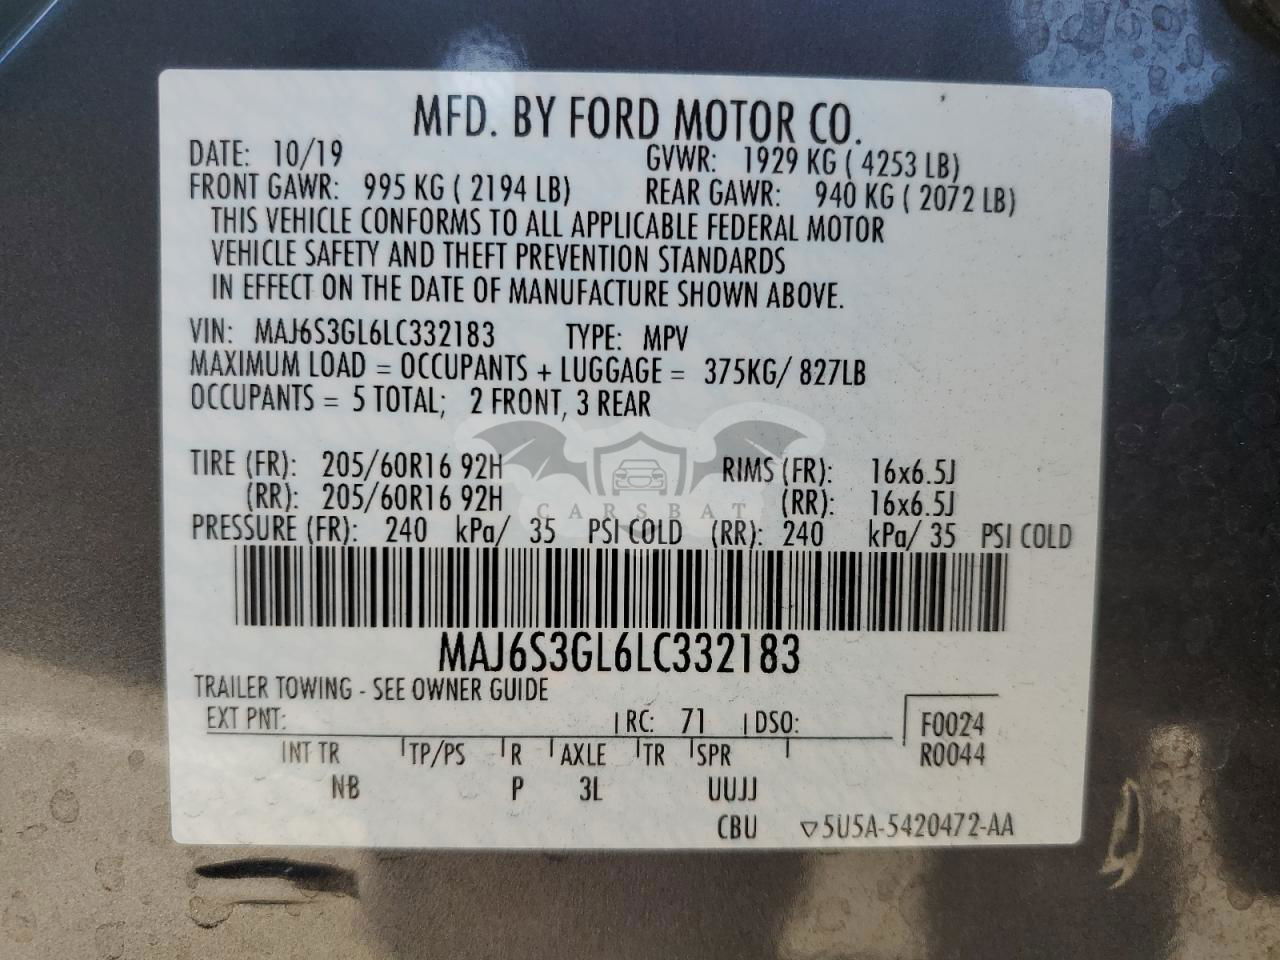 MFD. BY FORD MOTOR CO.
DATE: 10/19 GVWR: 1929 KG ( 4253 LB)
FRONT GAWR: 995 KG ( 2194 LB) REAR GAWR: 940 KG ( 2072 LB)
THIS VEHICLE CONFORMS TO ALL APPLICABLE FEDERAL MOTOR
VEHICLE SAFETY AND THEFT PREVENTION STANDARDS
IN EFFECT ON THE DATE OF MANUFACTURE SHOWN ABOVE.
VIN: MAJ6S3GL6LC332183 TYPE: MPV
MAXIMUM LOAD = OCCUPANTS + LUGGAGE = 375KG/ 827LB
OCCUPANTS = 5 TOTAL; 2 FRONT, 3 REAR
TIRE (FR): 205/60R16 92H RIMS (FR): 16x6.5J
(RR): 205/60R16 92H (RR): 16x6.5J
CARSBAT
PRESSURE (FR): 240 kPa/ 35 PSI COLD (RR): 240 kPa/ 35 PSI COLD
MAJ6S3GL6LC332183
TRAILER TOWING - SEE OWNER GUIDE
EXT PNT: RC: 71 DSO: F0024
INT TR TP/PS R AXLE TR SPR R0044
NB P 3L UUJJ
CBU ▽5U5A-5420472-AA